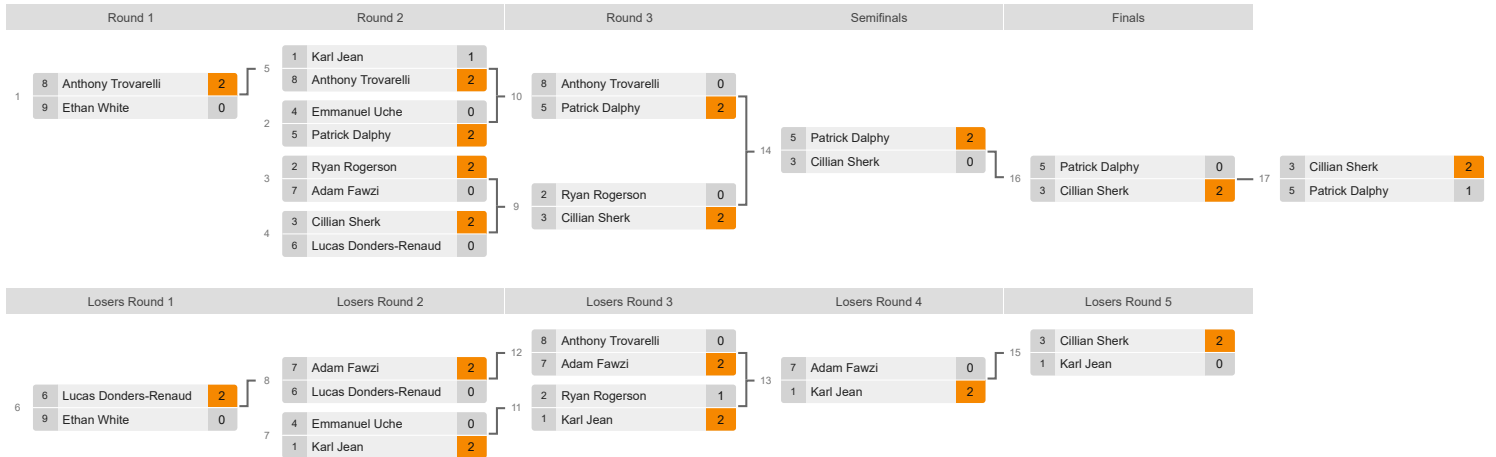 Round 1 Round 2 Round 3 Semifinals Finals
1
8 Anthony Trovarelli 2
9 Ethan White 0
5
1 Karl Jean 1
8 Anthony Trovarelli 2
2
4 Emmanuel Uche 0
5 Patrick Dalphy 2
3
2 Ryan Rogerson 2
7 Adam Fawzi 0
4
3 Cillian Sherk 2
6 Lucas Donders-Renaud 0
10
8 Anthony Trovarelli 0
5 Patrick Dalphy 2
9
2 Ryan Rogerson 0
3 Cillian Sherk 2
14
5 Patrick Dalphy 2
3 Cillian Sherk 0
16
5 Patrick Dalphy 0
3 Cillian Sherk 2
17
3 Cillian Sherk 2
5 Patrick Dalphy 1
Losers Round 1 Losers Round 2 Losers Round 3 Losers Round 4 Losers Round 5
6
6 Lucas Donders-Renaud 2
9 Ethan White 0
8
7 Adam Fawzi 2
6 Lucas Donders-Renaud 0
7
4 Emmanuel Uche 0
1 Karl Jean 2
12
8 Anthony Trovarelli 0
7 Adam Fawzi 2
11
2 Ryan Rogerson 1
1 Karl Jean 2
13
7 Adam Fawzi 0
1 Karl Jean 2
15
3 Cillian Sherk 2
1 Karl Jean 0